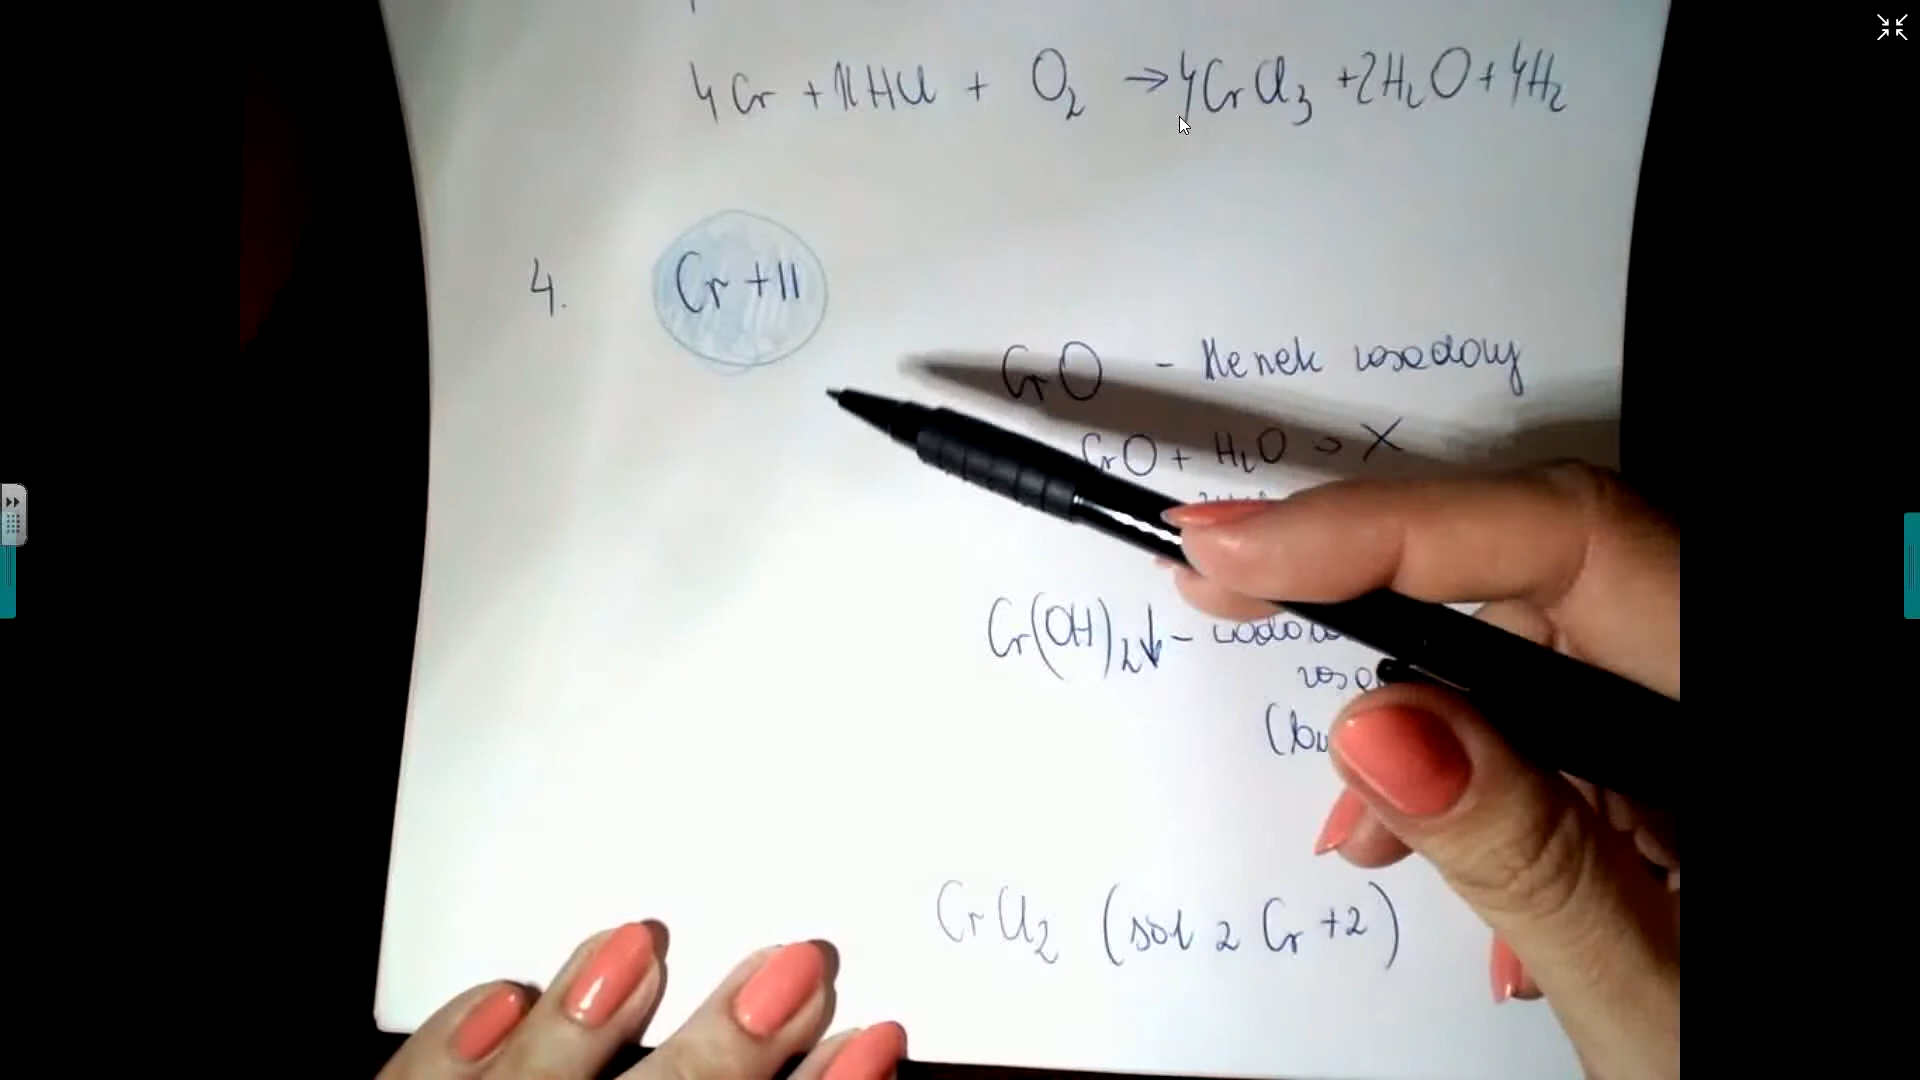 4Cr + 11HCl + O2 → 4CrCl3 + 2H2O + 4H2
4. Cr +II
CrO - tlenek zasadowy
CrO + H2O → X
Cr(OH)2↓ -
CrCl2 (sól z Cr +2)